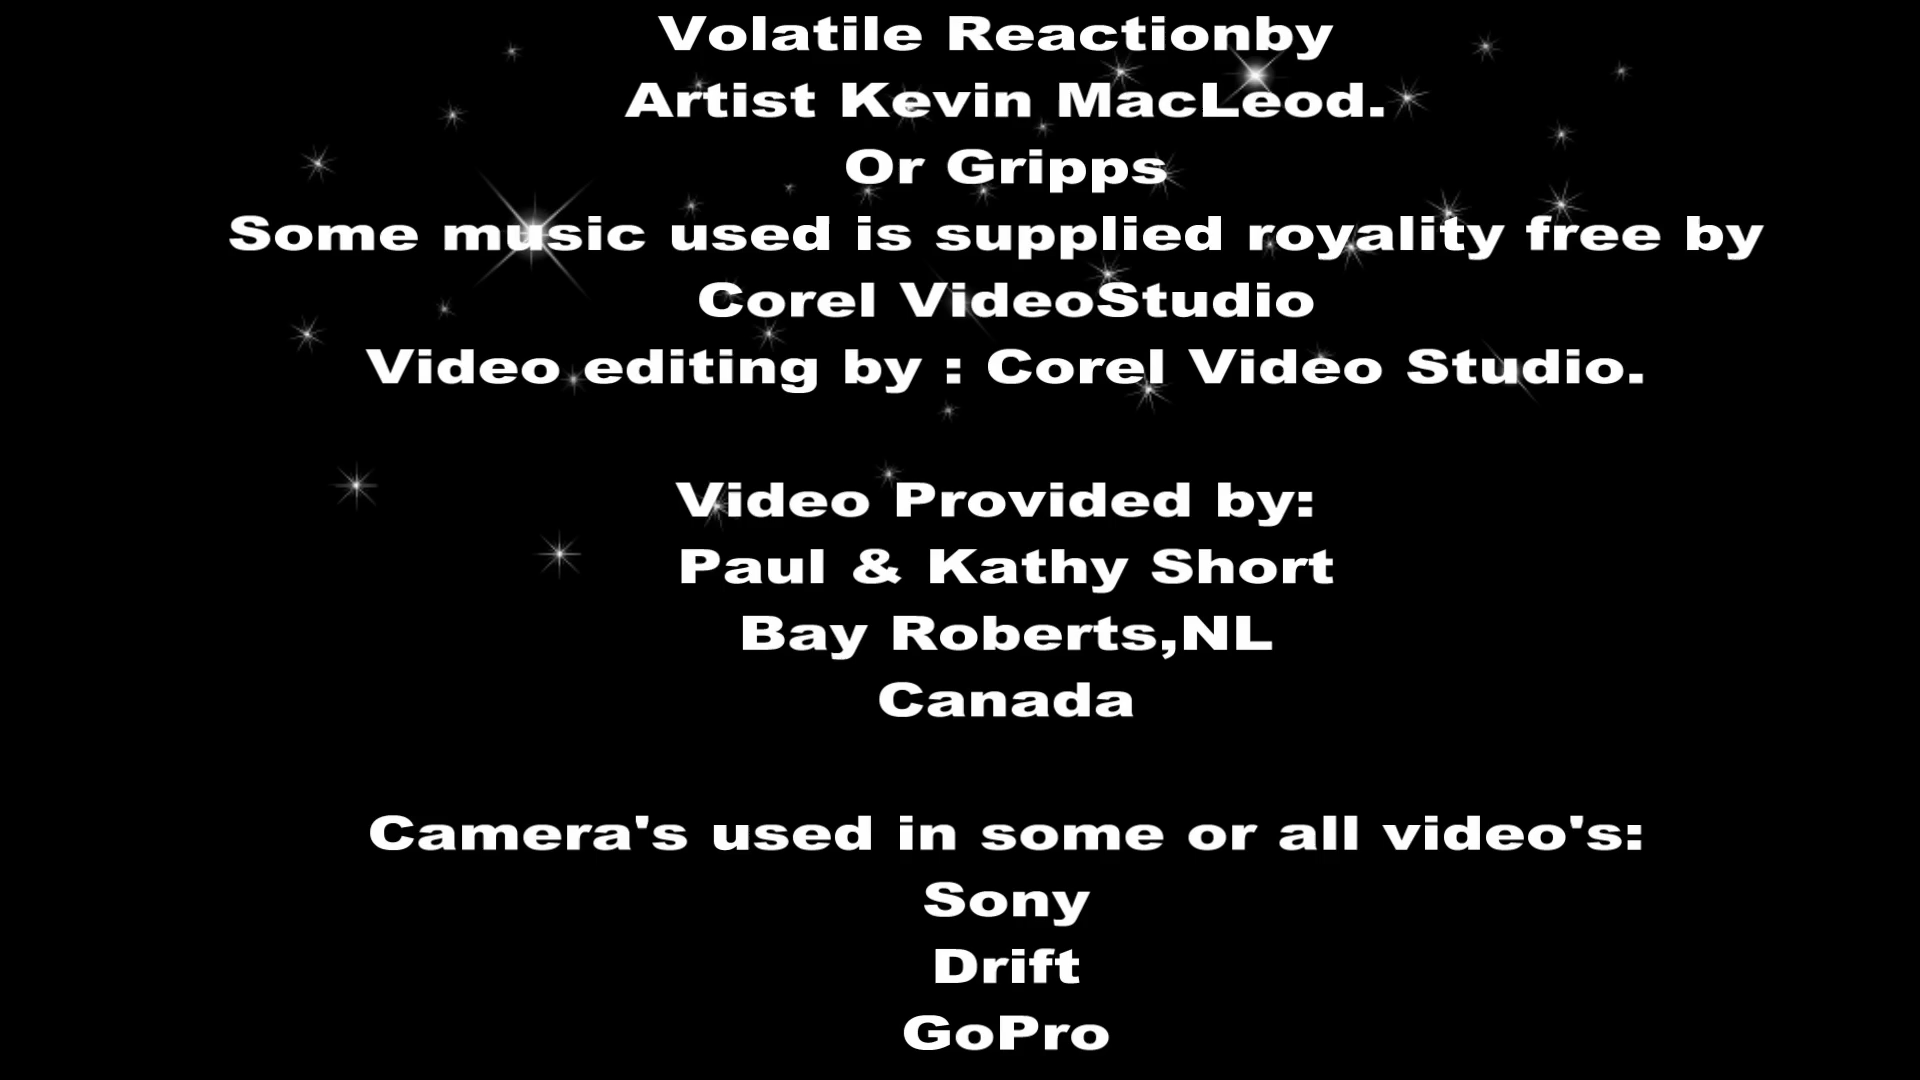 Volatile Reactionby
Artist Kevin MacLeod.
Or Gripps
Some music used is supplied royality free by
Corel VideoStudio
Video editing by : Corel Video Studio.
Video Provided by:
Paul & Kathy Short
Bay Roberts,NL
Canada
Camera's used in some or all video's:
Sony
Drift
GoPro